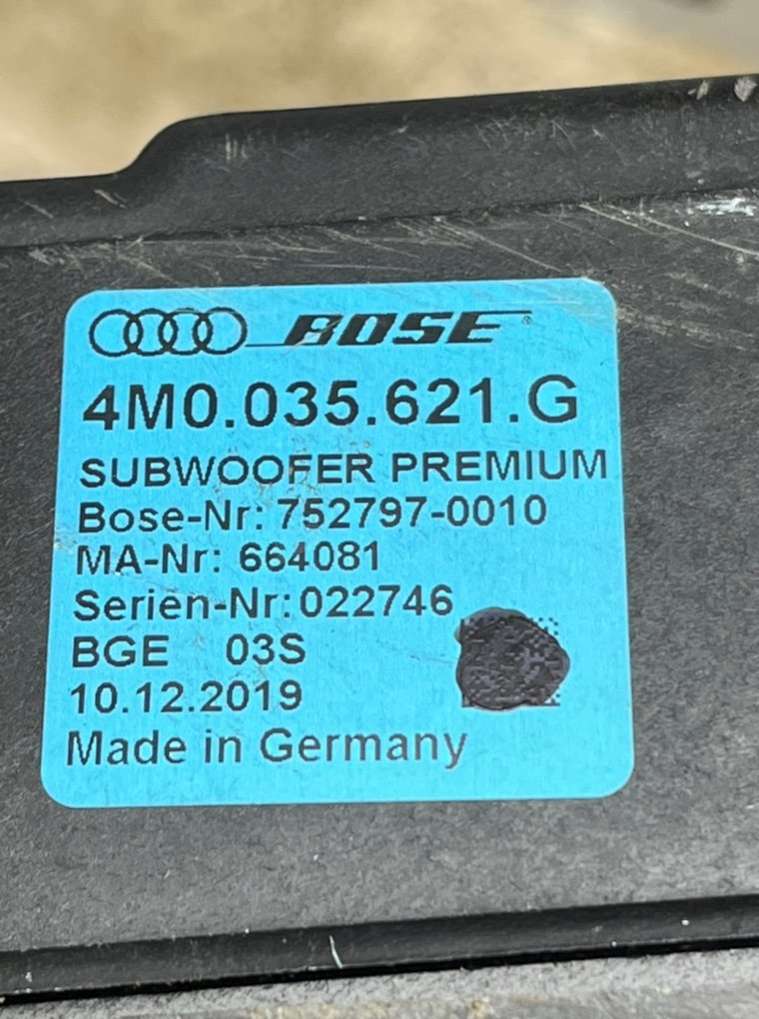 BOSE®
4M0.035.621.G
SUBWOOFER PREMIUM
Bose-Nr: 752797-0010
MA-Nr: 664081
Serien-Nr: 022746
BGE 03S
10.12.2019
Made in Germany